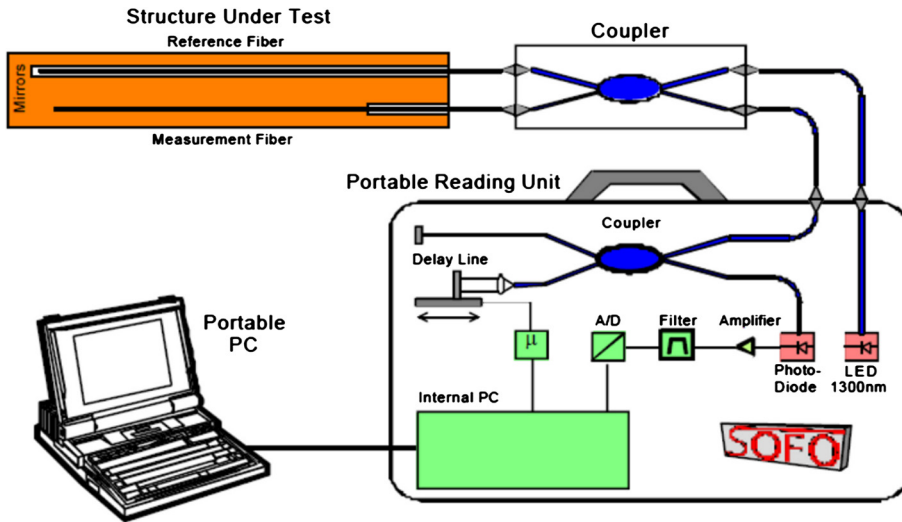 Structure Under Test
Reference Fiber
Mirrors
Measurement Fiber
Coupler
Portable Reading Unit
Coupler
Delay Line
μ
A/D
Filter
Amplifier
Photo-
Diode
LED
1300nm
Internal PC
Portable
PC
SOFO